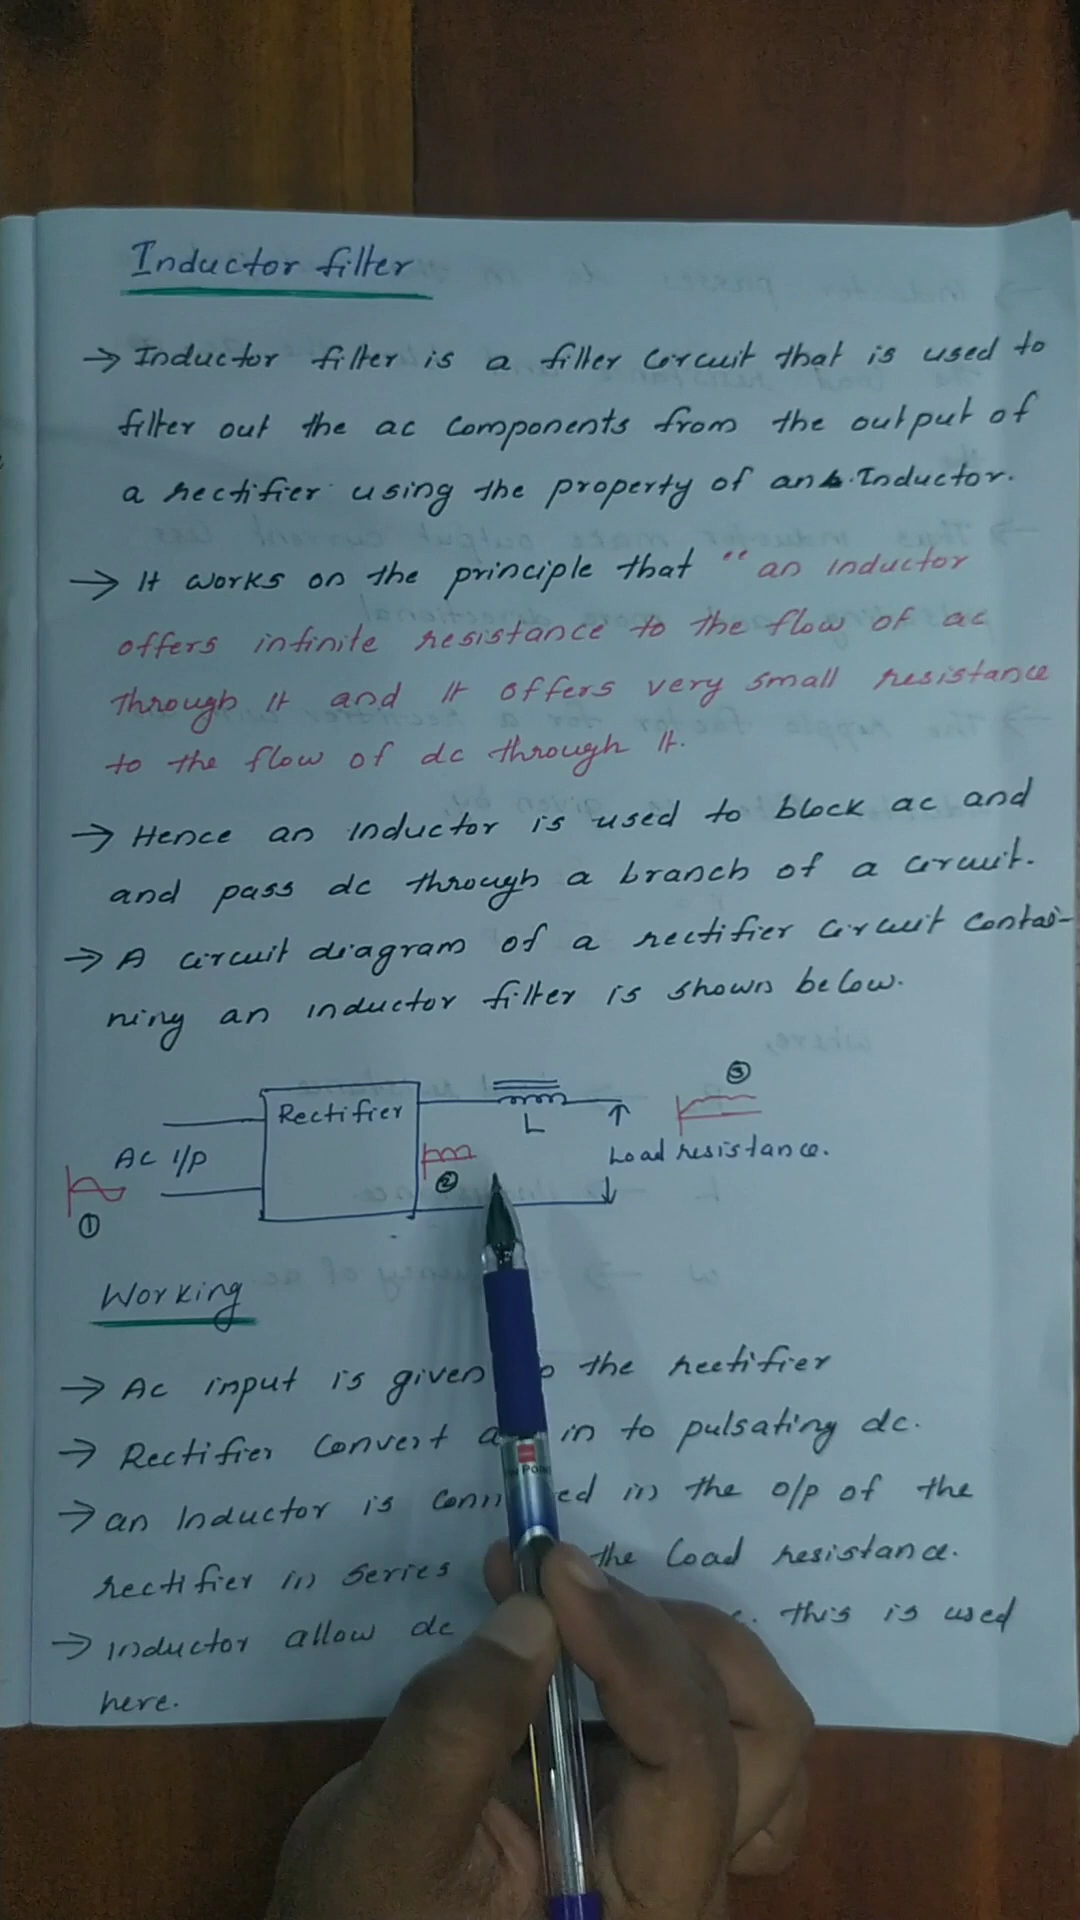 Inductor filter
→ Inductor filter is a filter circuit that is used to
filter out the ac components from the output of
a rectifier using the property of an Inductor.
→ It works on the principle that "an inductor
offers infinite resistance to the flow of ac
through It and It offers very small resistance
to the flow of dc through It.
→ Hence an inductor is used to block ac and
and pass dc through a branch of a circuit.
→ A circuit diagram of a rectifier circuit contai-
ning an inductor filter is shown below.
③
Rectifier
L
AC i/p
Load resistance.
②
①
Working
→ Ac input is given the rectifier
→ Rectifier convert in to pulsating dc.
→ an Inductor is in the o/p of the
rectifier in series the load resistance.
→ inductor allow dc this is used
here.